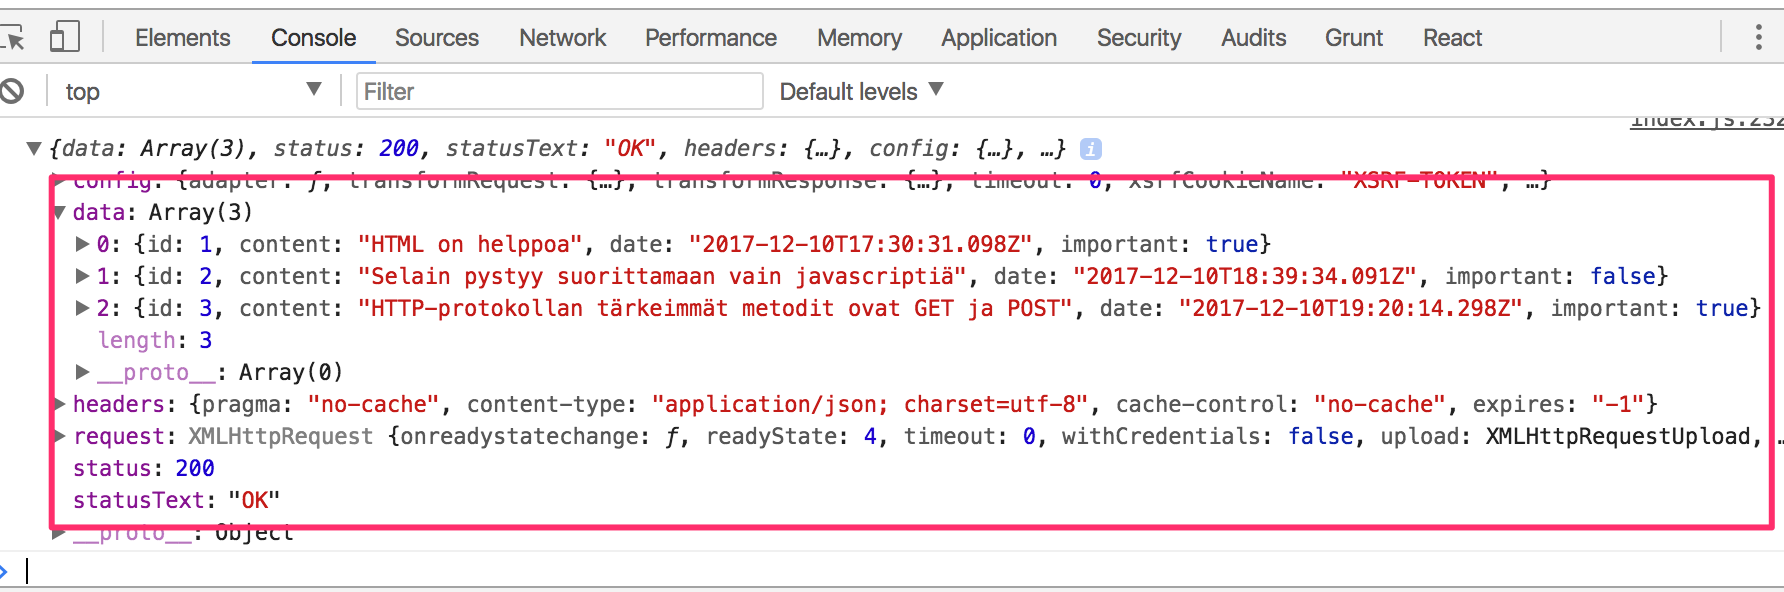 Elements Console Sources Network Performance Memory Application Security Audits Grunt React
top Filter Default levels
index.js:232
{data: Array(3), status: 200, statusText: "OK", headers: {…}, config: {…}, …}
config: {adapter: ƒ, transformRequest: {…}, transformResponse: {…}, timeout: 0, xsrfCookieName: "XSRF-TOKEN", …}
data: Array(3)
0: {id: 1, content: "HTML on helppoa", date: "2017-12-10T17:30:31.098Z", important: true}
1: {id: 2, content: "Selain pystyy suorittamaan vain javascriptiä", date: "2017-12-10T18:39:34.091Z", important: false}
2: {id: 3, content: "HTTP-protokollan tärkeimmät metodit ovat GET ja POST", date: "2017-12-10T19:20:14.298Z", important: true}
length: 3
__proto__: Array(0)
headers: {pragma: "no-cache", content-type: "application/json; charset=utf-8", cache-control: "no-cache", expires: "-1"}
request: XMLHttpRequest {onreadystatechange: ƒ, readyState: 4, timeout: 0, withCredentials: false, upload: XMLHttpRequestUpload, …
status: 200
statusText: "OK"
__proto__: Object